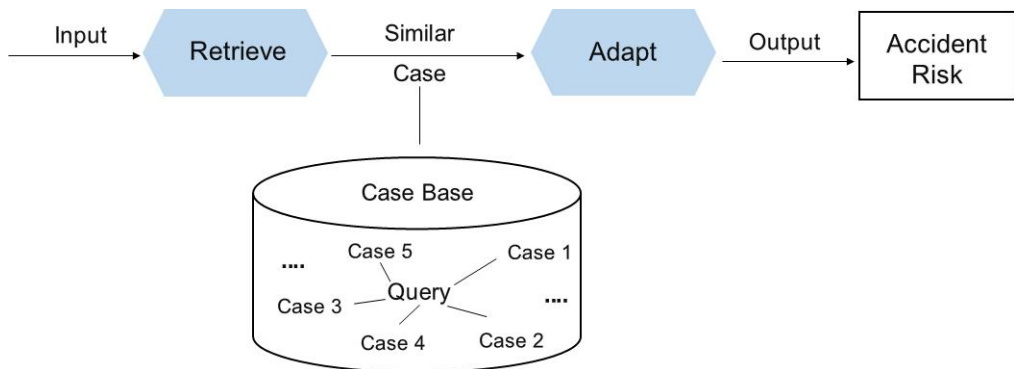 Input
Retrieve
Similar
Case
Adapt
Output
Accident
Risk
Case Base
....
Case 5
Case 1
Query
Case 3
....
Case 4
Case 2